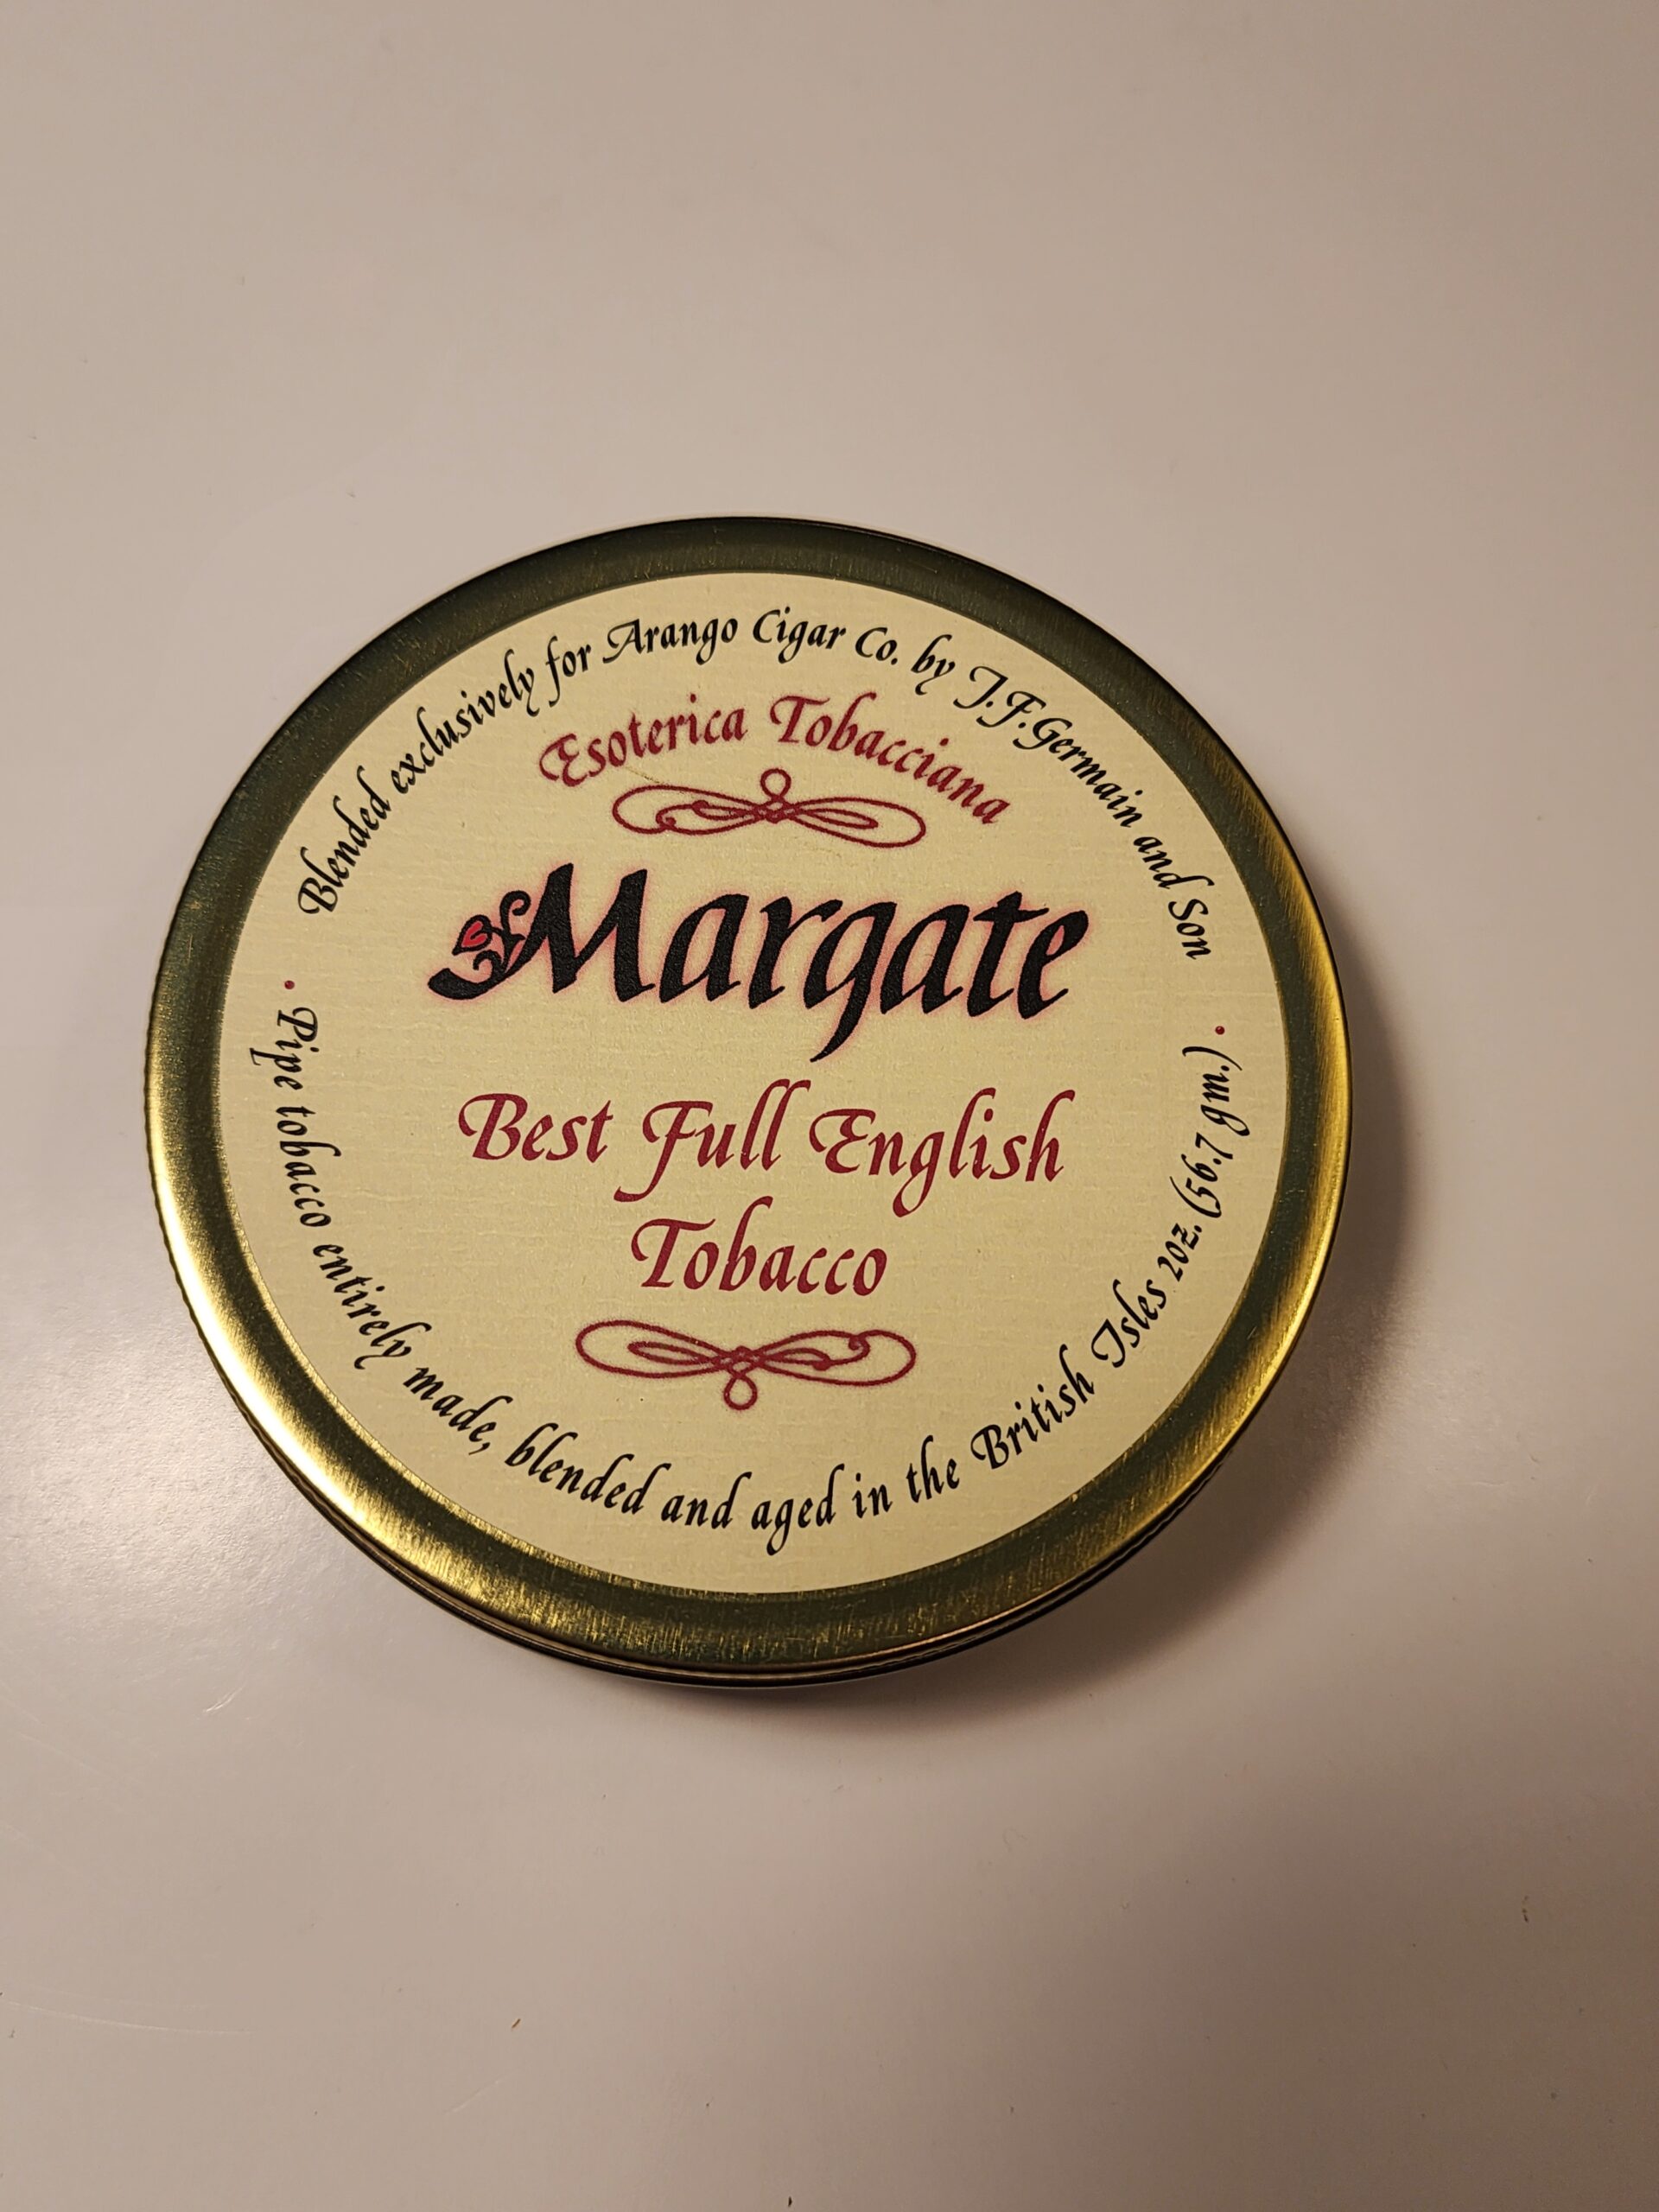 Blended exclusively for Arango Cigar Co. by J.F.Germain and Son
Esoterica Tobacciana
Margate
Best Full English
Tobacco
• Pipe tobacco entirely made, blended and aged in the British Isles 2oz. (56.7 gm.) •